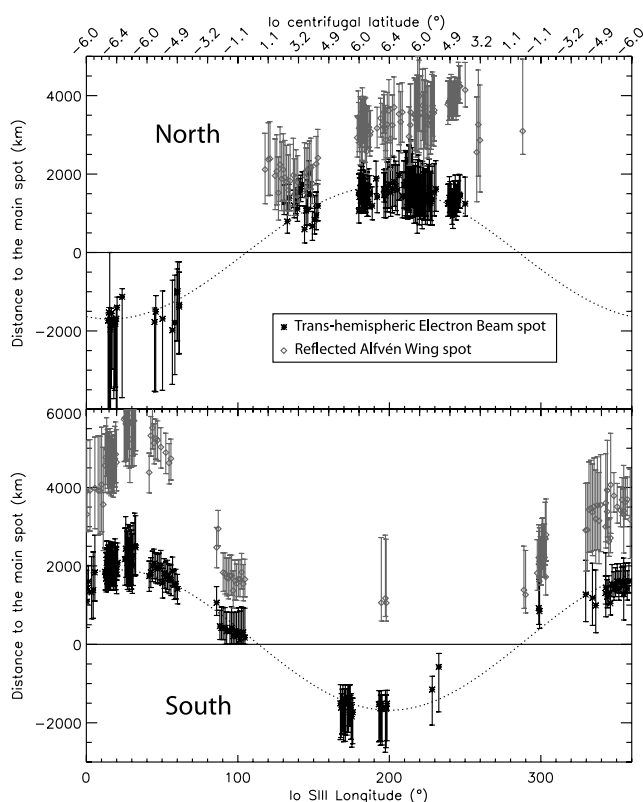 Io centrifugal latitude (°)
-6.0 -6.4 -6.0 -4.9 -3.2 -1.1 1.1 3.2 4.9 6.0 6.4 6.0 4.9 3.2 1.1 -1.1 -3.2 -4.9 -6.0
4000
2000
0
-2000
Distance to the main spot (km)
North
Trans-hemispheric Electron Beam spot
Reflected Alfvén Wing spot
6000
4000
2000
0
-2000
Distance to the main spot (km)
South
0 100 200 300
Io SIII Longitude (°)